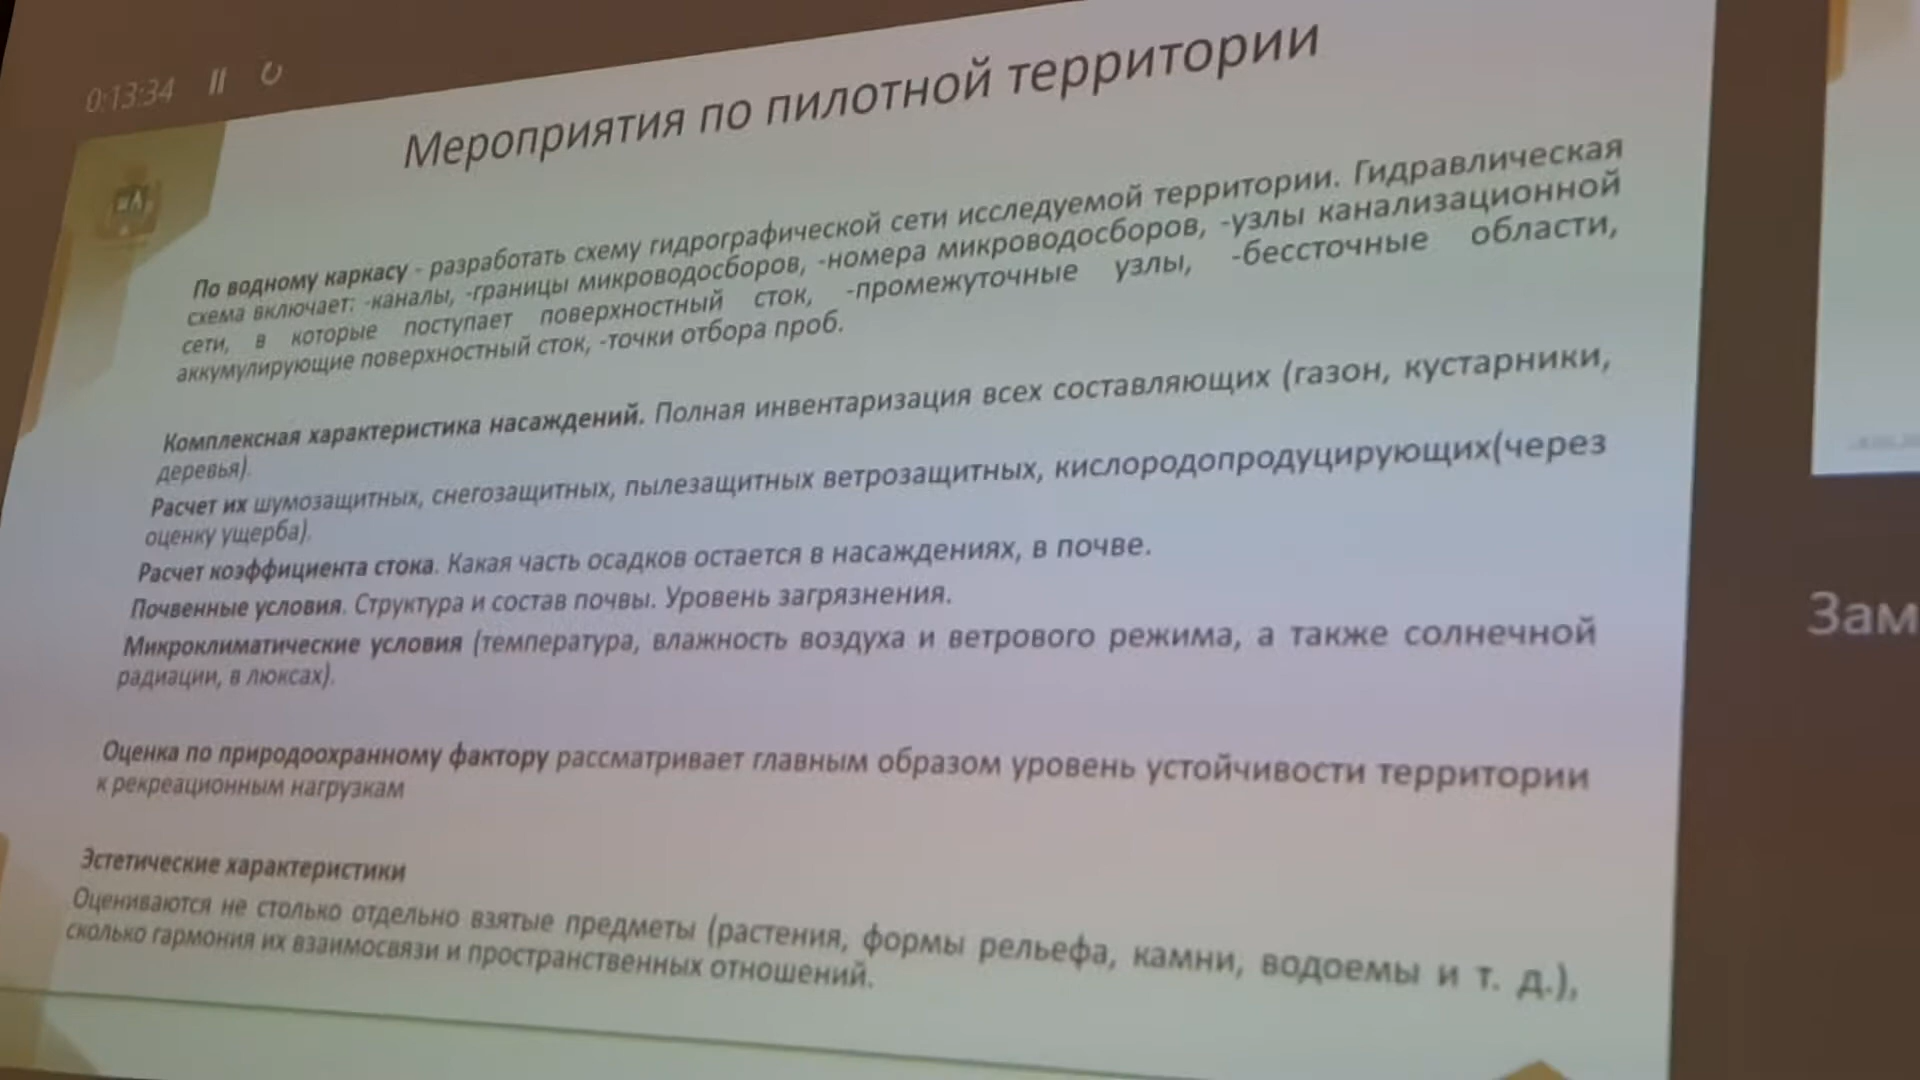 0:13:34
Мероприятия по пилотной территории
По водному каркасу - разработать схему гидрографической сети исследуемой территории. Гидравлическая
схема включает: -каналы, -границы микроводосборов, -номера микроводосборов, -узлы канализационной
сети, в которые поступает поверхностный сток, -промежуточные узлы, -бессточные области,
аккумулирующие поверхностный сток, -точки отбора проб.
Комплексная характеристика насаждений. Полная инвентаризация всех составляющих (газон, кустарники,
деревья).
Расчет их шумозащитных, снегозащитных, пылезащитных ветрозащитных, кислородопродуцирующих(через
оценку ущерба).
Расчет коэффициента стока. Какая часть осадков остается в насаждениях, в почве.
Почвенные условия. Структура и состав почвы. Уровень загрязнения.
Микроклиматические условия (температура, влажность воздуха и ветрового режима, а также солнечной
радиации, в люксах).
Оценка по природоохранному фактору рассматривает главным образом уровень устойчивости территории
к рекреационным нагрузкам
Эстетические характеристики
Оцениваются не столько отдельно взятые предметы (растения, формы рельефа, камни, водоемы и т. д.),
сколько гармония их взаимосвязи и пространственных отношений.
Зам